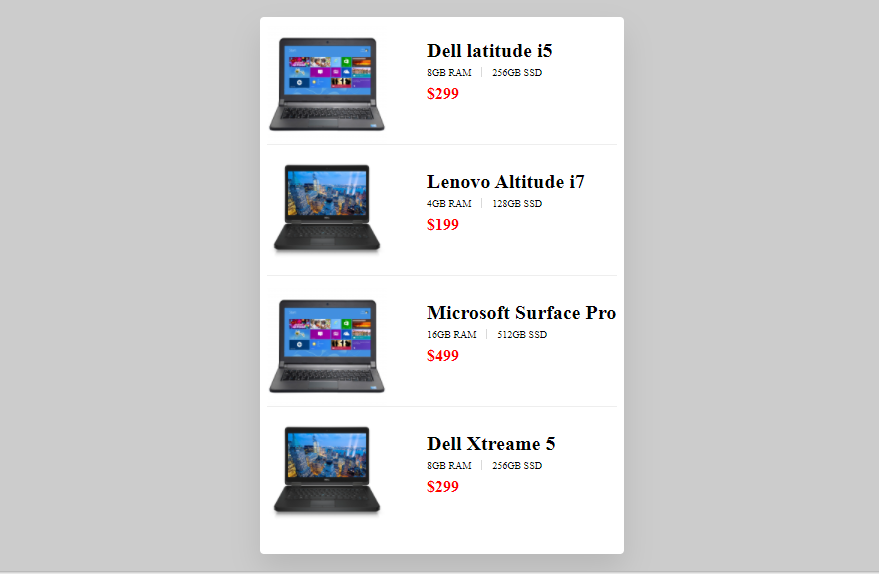 Dell latitude i5
8GB RAM | 256GB SSD
$299
Lenovo Altitude i7
4GB RAM | 128GB SSD
$199
Microsoft Surface Pro
16GB RAM | 512GB SSD
$499
Dell Xtreame 5
8GB RAM | 256GB SSD
$299